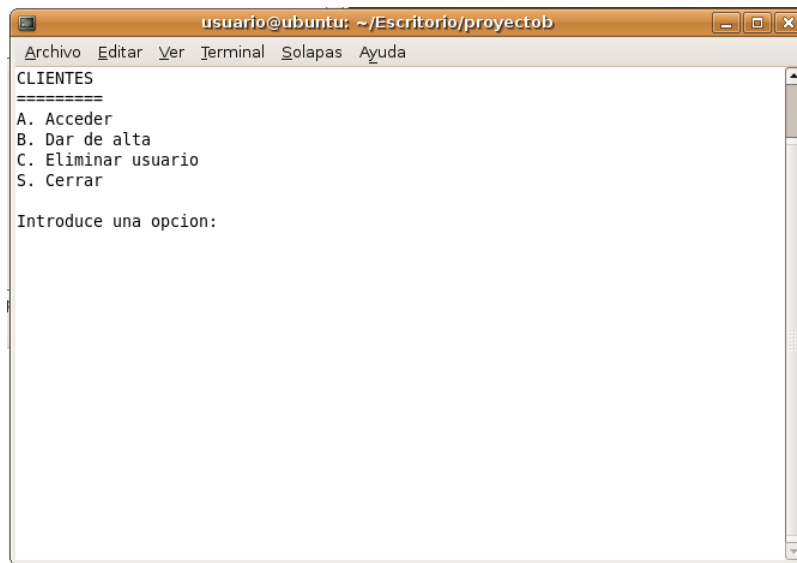 usuario@ubuntu: ~/Escritorio/proyectob
Archivo Editar Ver Terminal Solapas Ayuda
CLIENTES
=========
A. Acceder
B. Dar de alta
C. Eliminar usuario
S. Cerrar
Introduce una opcion: